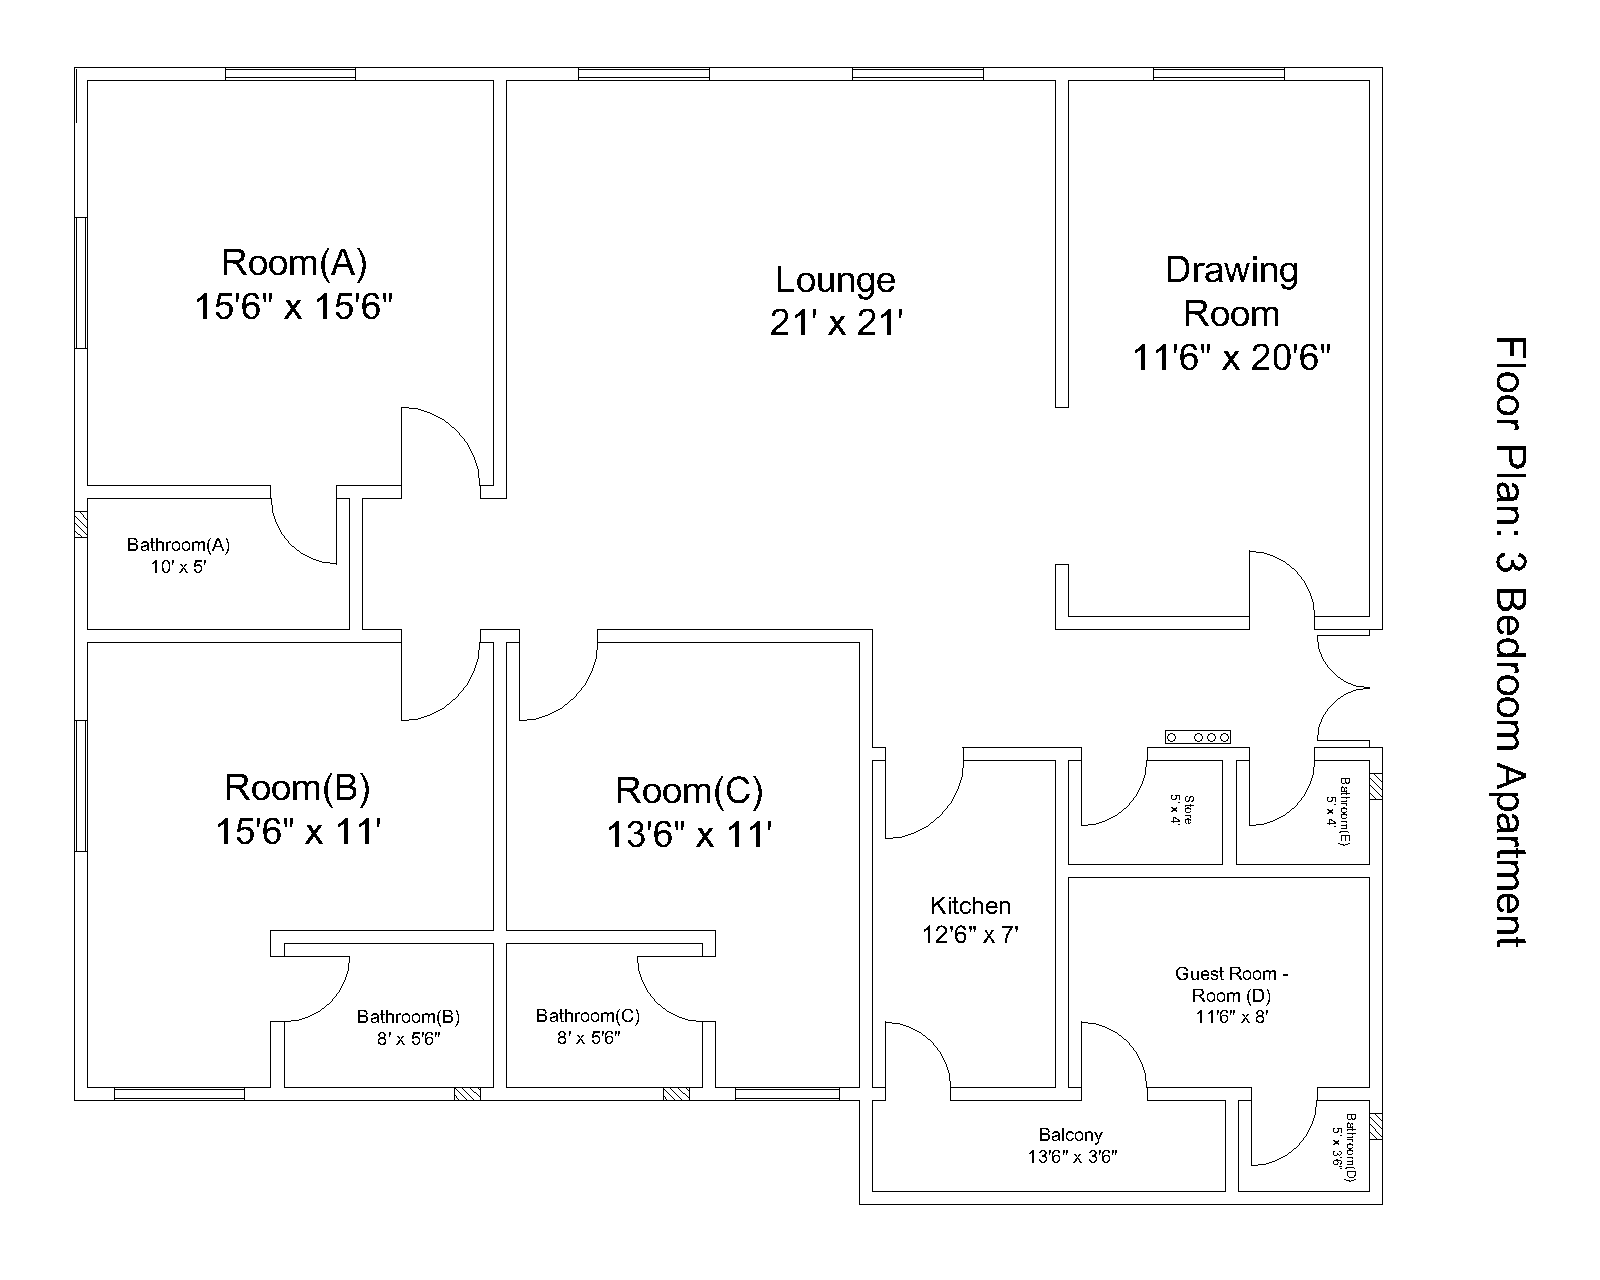 Room(A)
15'6" x 15'6"
Lounge
21' x 21'
Drawing
Room
11'6" x 20'6"
Floor Plan: 3 Bedroom Apartment
Bathroom(A)
10' x 5'
Room(B)
15'6" x 11'
Room(C)
13'6" x 11'
Store
5' x 4'
Bathroom(E)
5' x 4'
Kitchen
12'6" x 7'
Guest Room -
Room (D)
11'6" x 8'
Bathroom(B)
8' x 5'6"
Bathroom(C)
8' x 5'6"
Balcony
13'6" x 3'6"
Bathroom(D)
5' x 3'6"